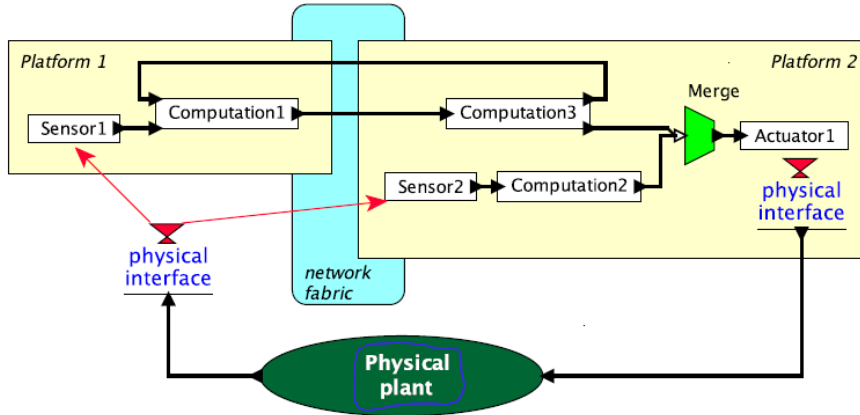 Platform 1
Platform 2
Merge
Computation1
Computation3
Sensor1
Actuator1
Sensor2
Computation2
physical
interface
physical
interface
network
fabric
Physical
plant